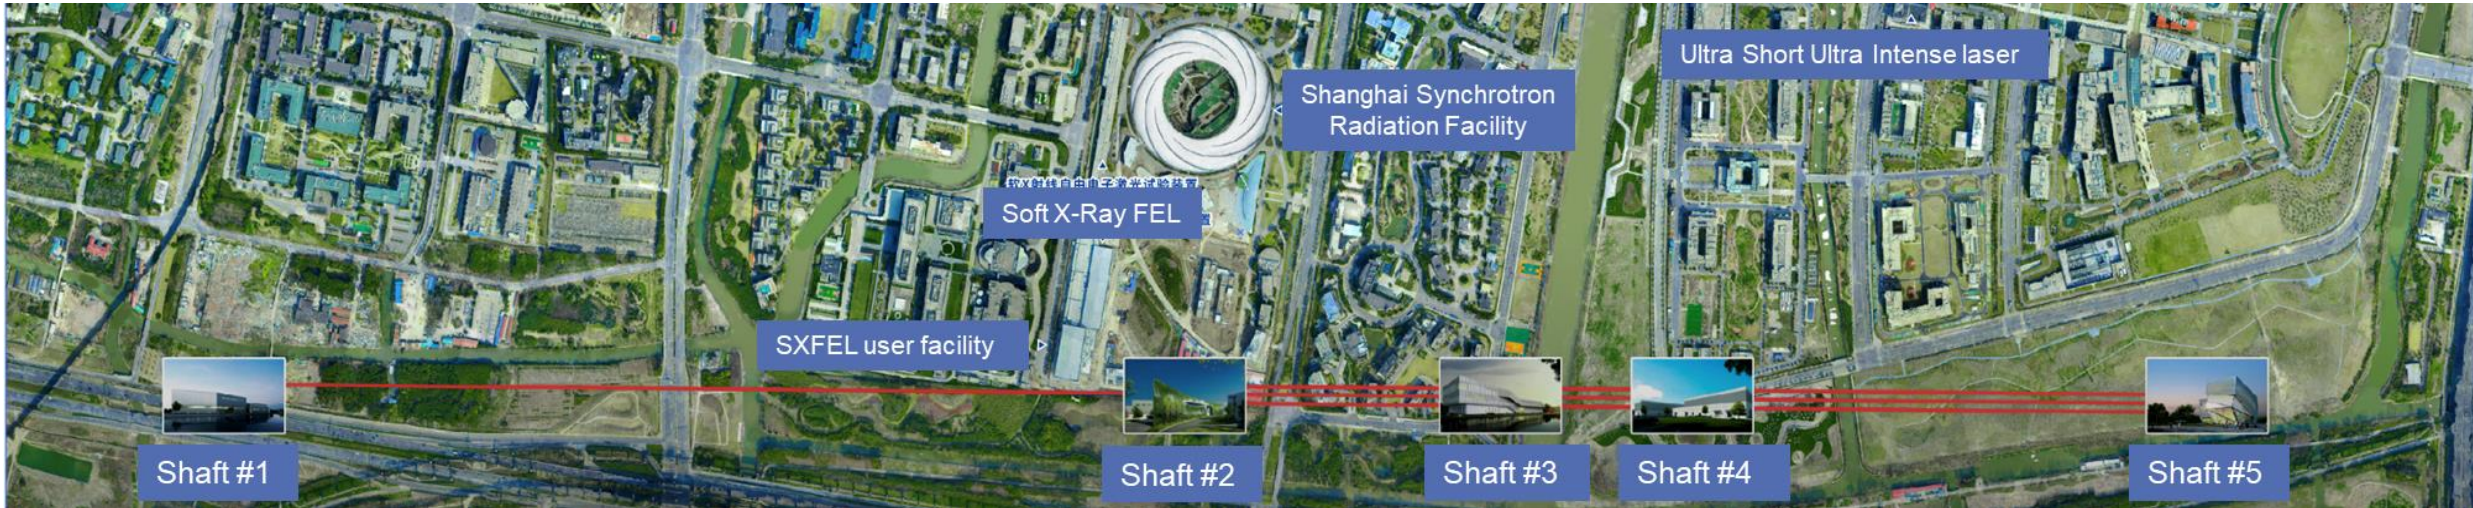 Ultra Short Ultra Intense laser
Shanghai Synchrotron
Radiation Facility
Soft X-Ray FEL
SXFEL user facility
Shaft #1
Shaft #2
Shaft #3
Shaft #4
Shaft #5